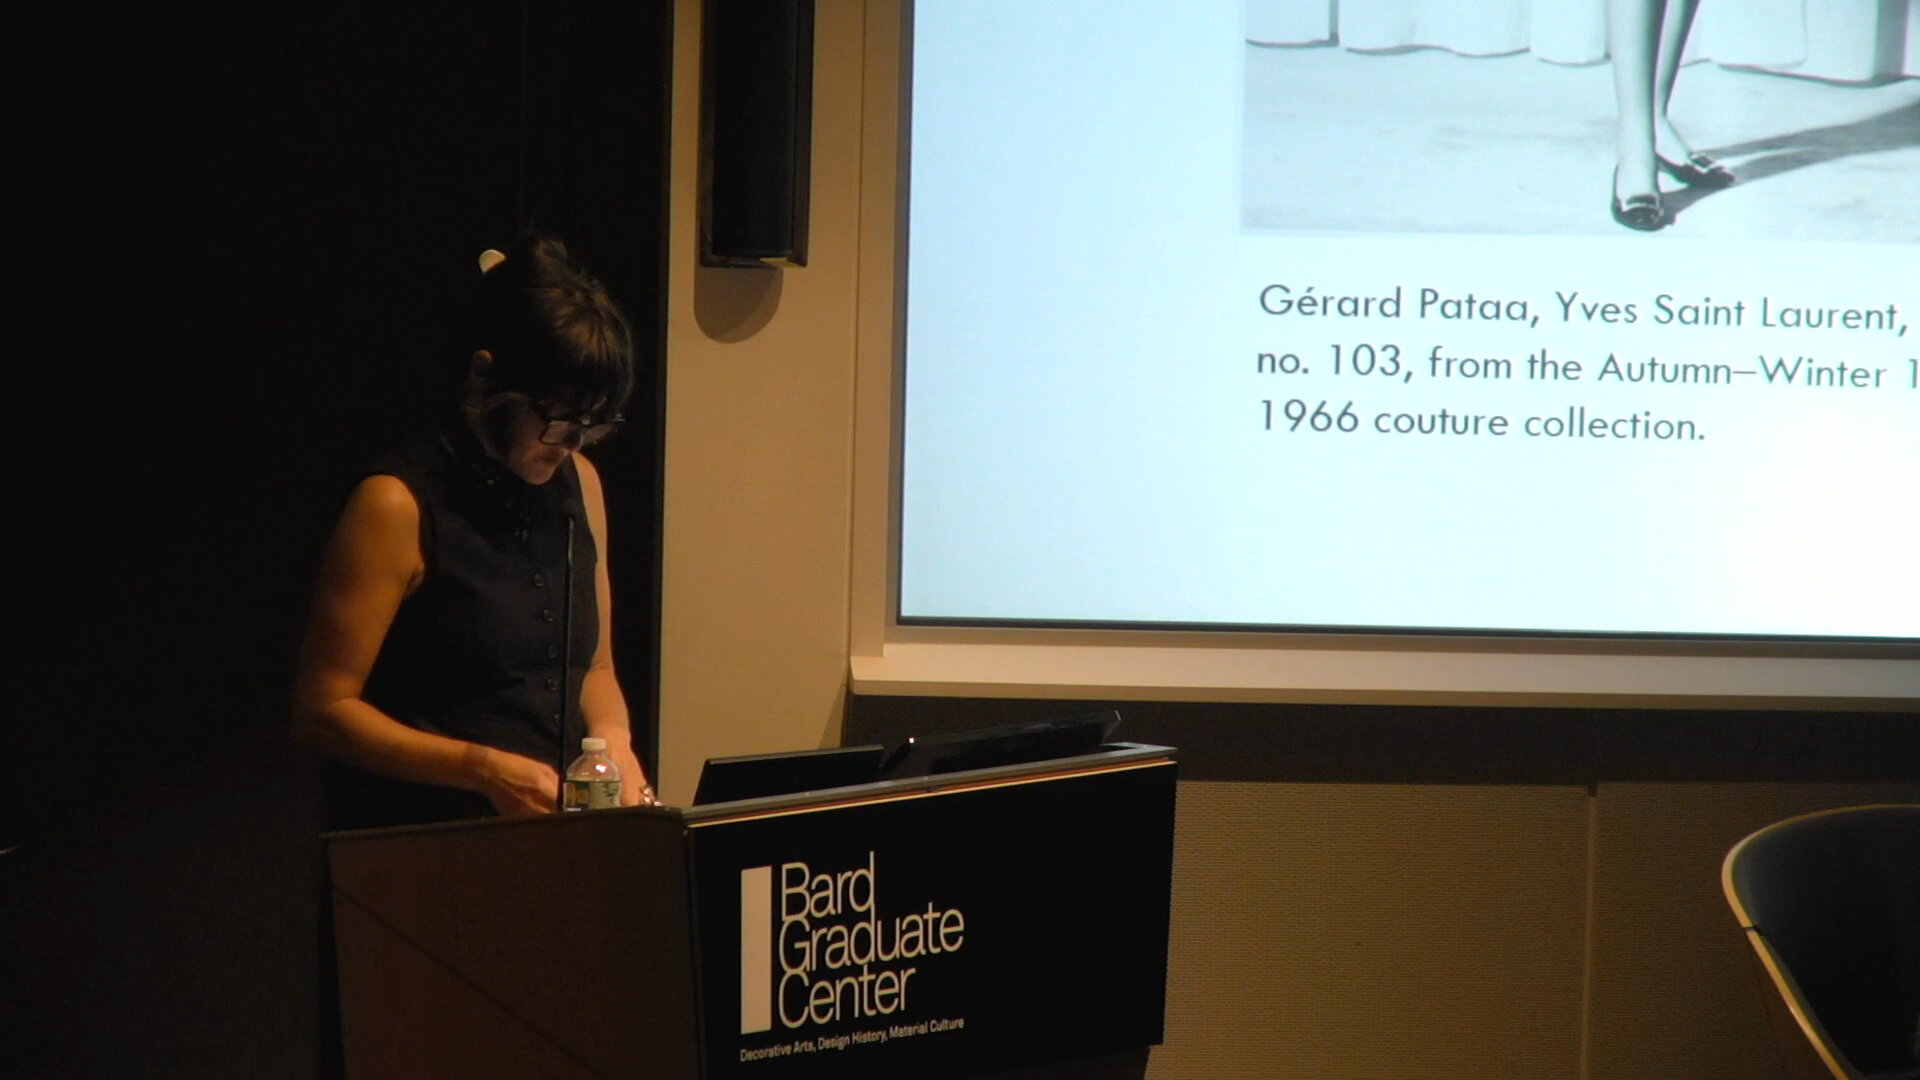 Gérard Pataa, Yves Saint Laurent,
no. 103, from the Autumn–Winter 1
1966 couture collection.
Bard
Graduate
Center
Decorative Arts, Design History, Material Culture